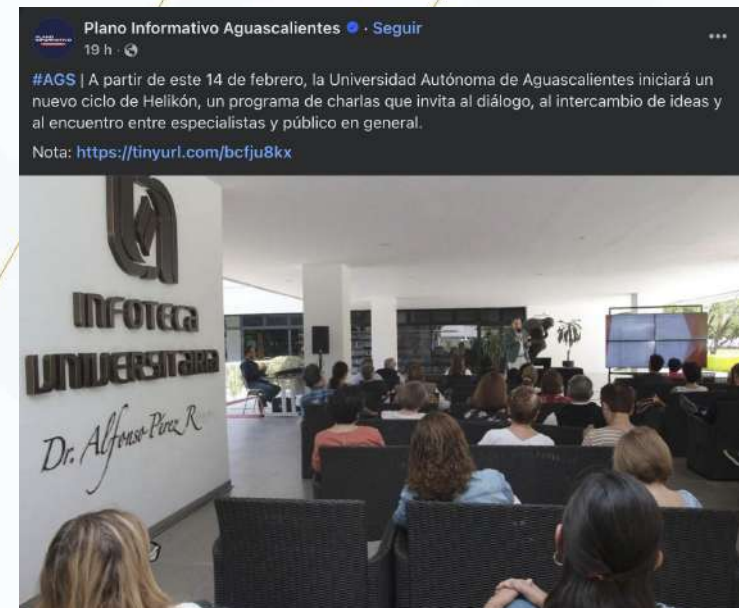 Plano Informativo Aguascalientes · Seguir
19 h ·
#AGS | A partir de este 14 de febrero, la Universidad Autónoma de Aguascalientes iniciará un
nuevo ciclo de Helikón, un programa de charlas que invita al diálogo, al intercambio de ideas y
al encuentro entre especialistas y público en general.
Nota: https://tinyurl.com/bcfju8kx
INFOTECA
UNIVERSITARIA
Dr. Alfonso Pérez R